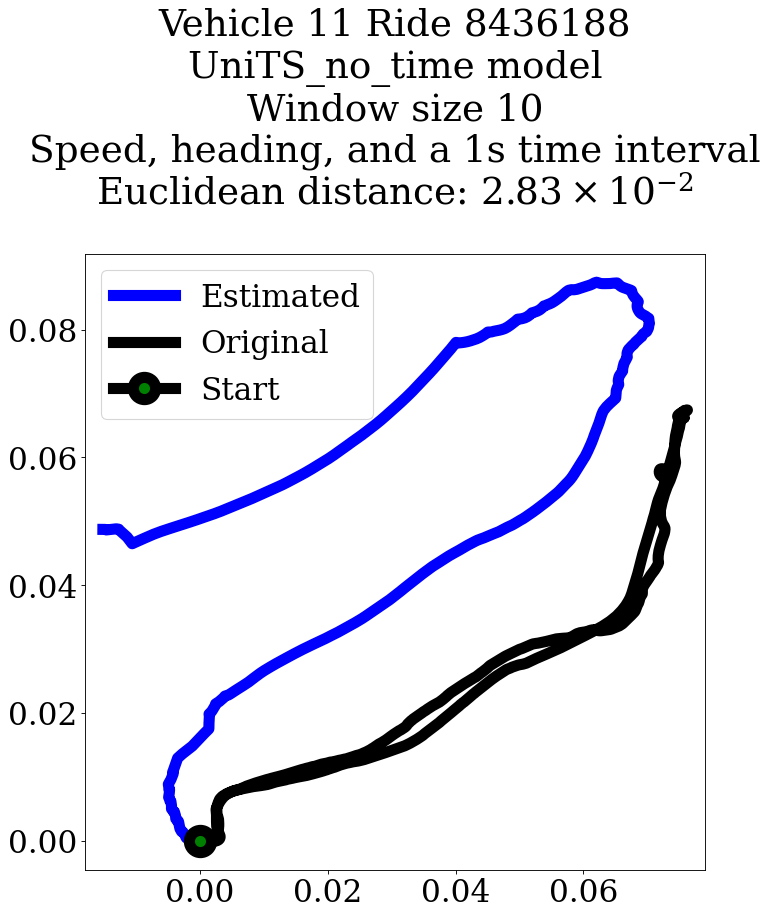 Vehicle 11 Ride 8436188
UniTS_no_time model
Window size 10
Speed, heading, and a 1s time interval
Euclidean distance: 2.83 × 10⁻²
Estimated
Original
Start
0.08
0.06
0.04
0.02
0.00
0.00 0.02 0.04 0.06